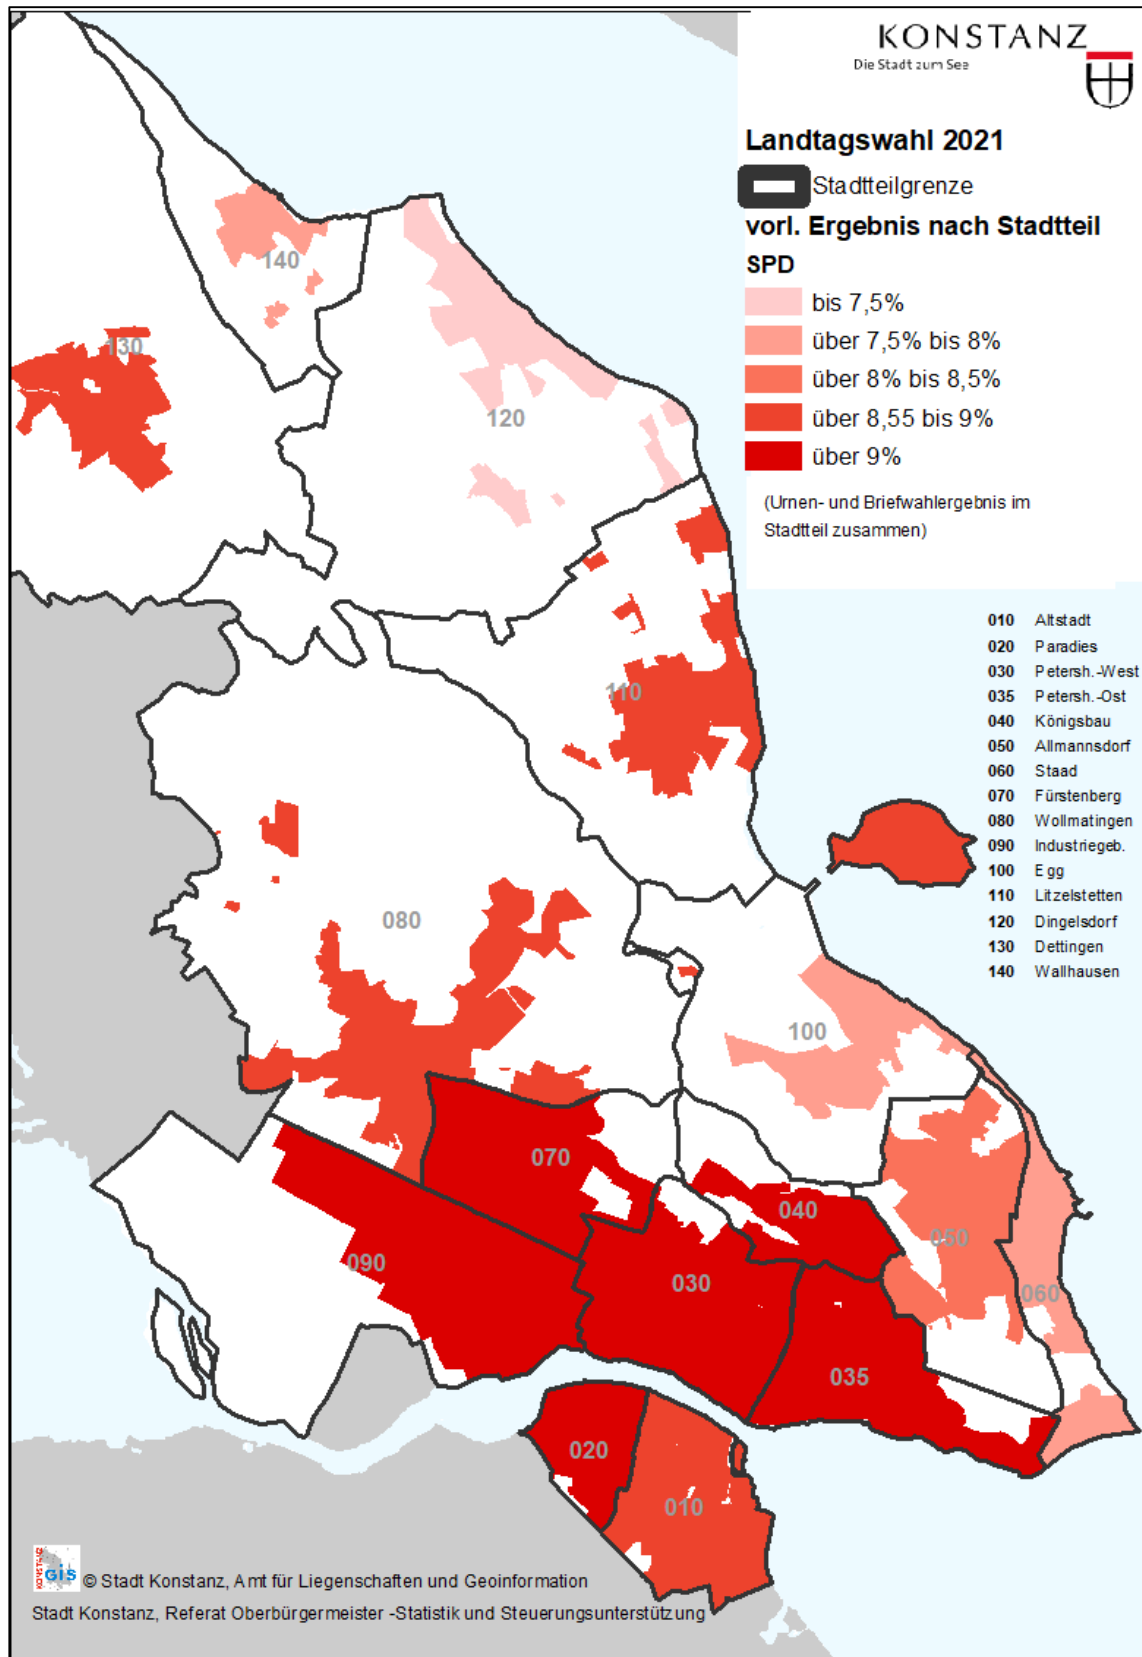 KONSTANZ
Die Stadt zum See
Landtagswahl 2021
Stadtteilgrenze
vorl. Ergebnis nach Stadtteil
SPD
bis 7,5%
über 7,5% bis 8%
über 8% bis 8,5%
über 8,55 bis 9%
über 9%
(Urnen- und Briefwahlergebnis im
Stadtteil zusammen)
010 Altstadt
020 Paradies
030 Petersh.-West
035 Petersh.-Ost
040 Königsbau
050 Allmannsdorf
060 Staad
070 Fürstenberg
080 Wollmatingen
090 Industriegeb.
100 Egg
110 Litzelstetten
120 Dingelsdorf
130 Dettingen
140 Wallhausen
140
130
120
110
080
100
070
040
050
090
030
060
035
020
010
KONSTANZ
GIS
© Stadt Konstanz, Amt für Liegenschaften und Geoinformation
Stadt Konstanz, Referat Oberbürgermeister -Statistik und Steuerungsunterstützung